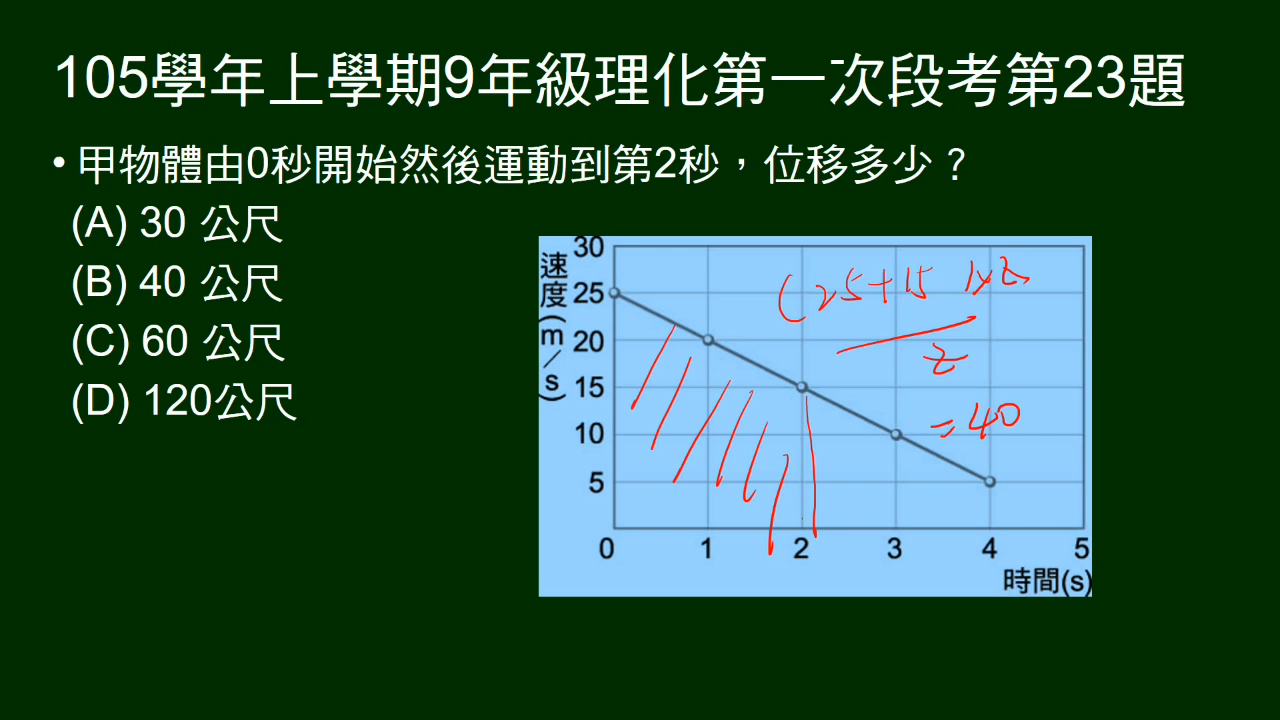 105學年上學期9年級理化第一次段考第23題
• 甲物體由0秒開始然後運動到第2秒，位移多少？
(A) 30 公尺
(B) 40 公尺
(C) 60 公尺
(D) 120公尺
速度(m/s)
30
25
20
15
10
5
0 1 2 3 4 5
時間(s)
(25+15)x2
2
=40